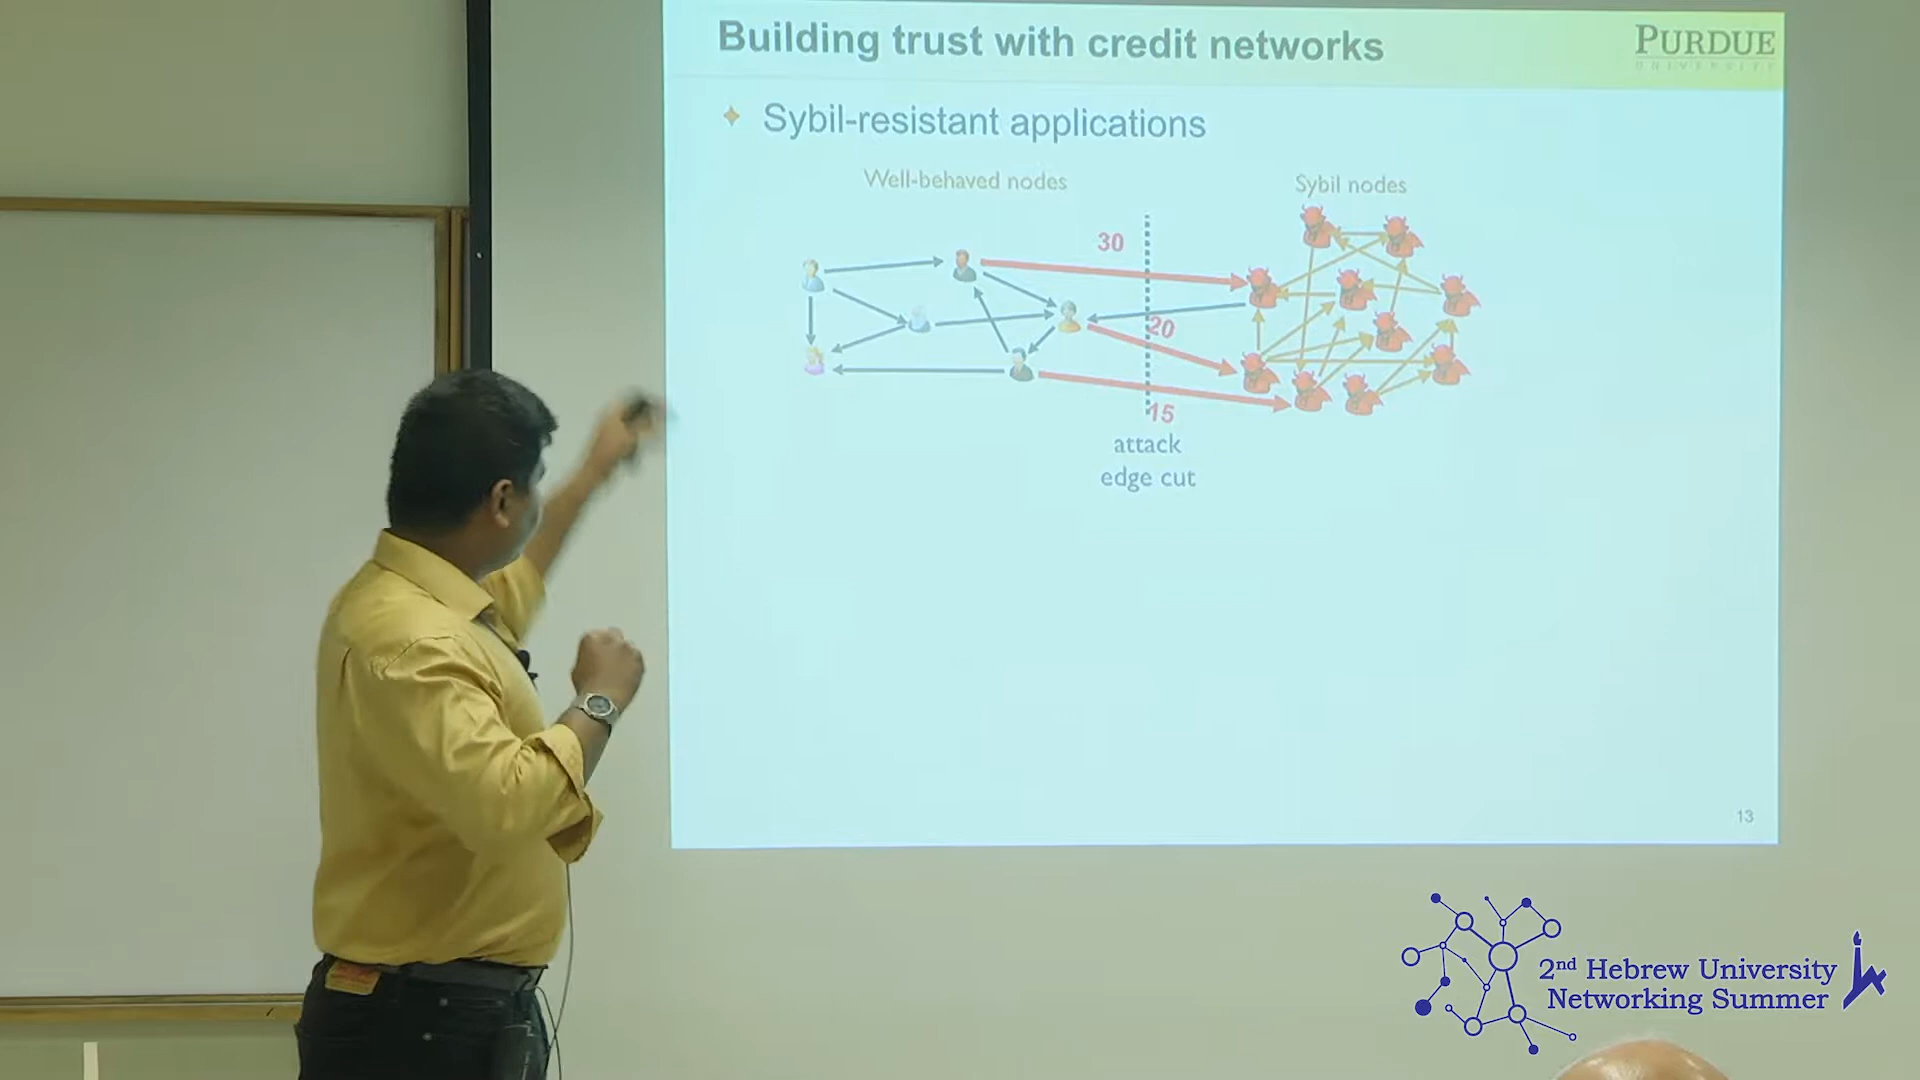 Building trust with credit networks
PURDUE
UNIVERSITY
Sybil-resistant applications
Well-behaved nodes
Sybil nodes
30
20
15
attack
edge cut
13
2nd Hebrew University
Networking Summer